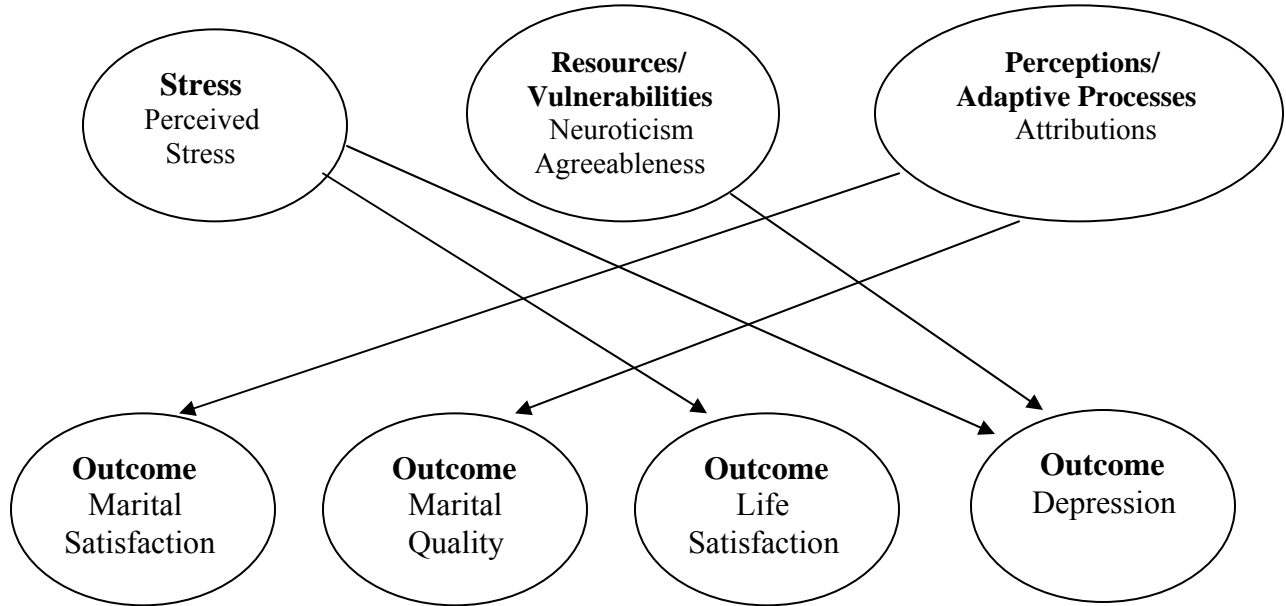 Stress
Perceived
Stress
Resources/
Vulnerabilities
Neuroticism
Agreeableness
Perceptions/
Adaptive Processes
Attributions
Outcome
Marital
Satisfaction
Outcome
Marital
Quality
Outcome
Life
Satisfaction
Outcome
Depression